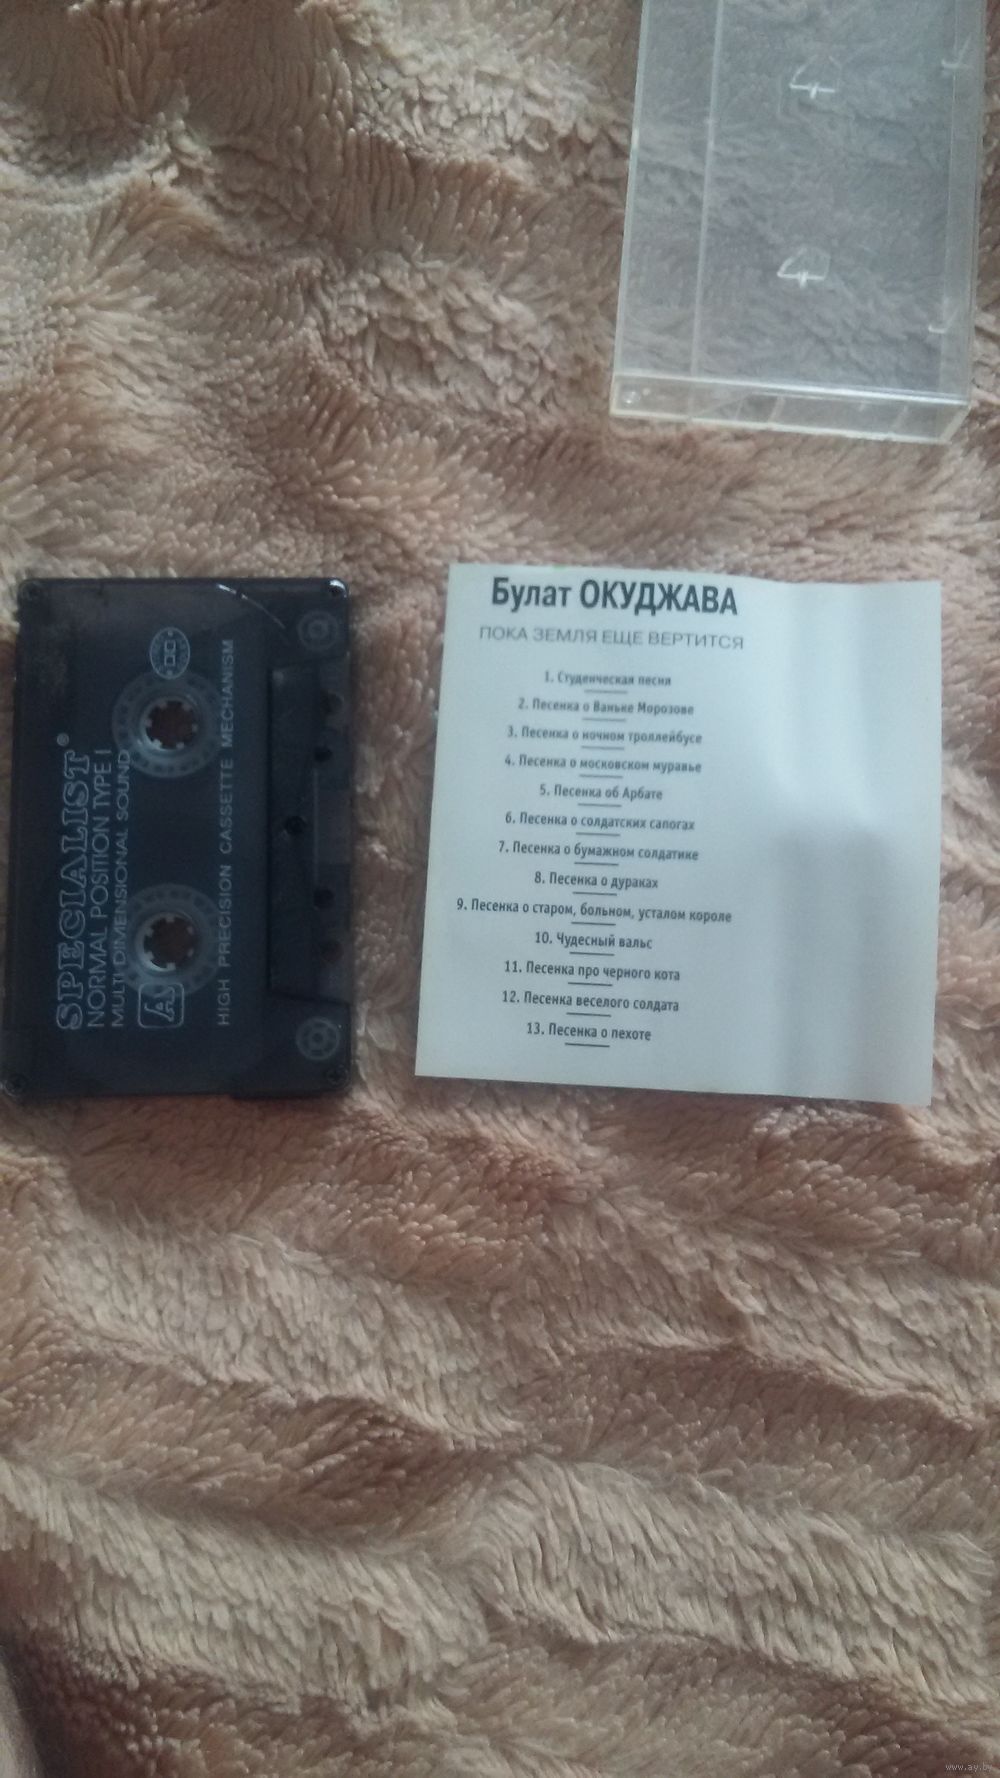 SPECIALIST®
NORMAL POSITION TYPE I
MULTI DIMENSIONAL SOUND
A
HIGH PRECISION CASSETTE MECHANISM
Булат ОКУДЖАВА
ПОКА ЗЕМЛЯ ЕЩЕ ВЕРТИТСЯ
1. Студенческая песня
2. Песенка о Ваньке Морозове
3. Песенка о ночном троллейбусе
4. Песенка о московском муравье
5. Песенка об Арбате
6. Песенка о солдатских сапогах
7. Песенка о бумажном солдатике
8. Песенка о дураках
9. Песенка о старом, больном, усталом короле
10. Чудесный вальс
11. Песенка про черного кота
12. Песенка веселого солдата
13. Песенка о пехоте
www.ay.by